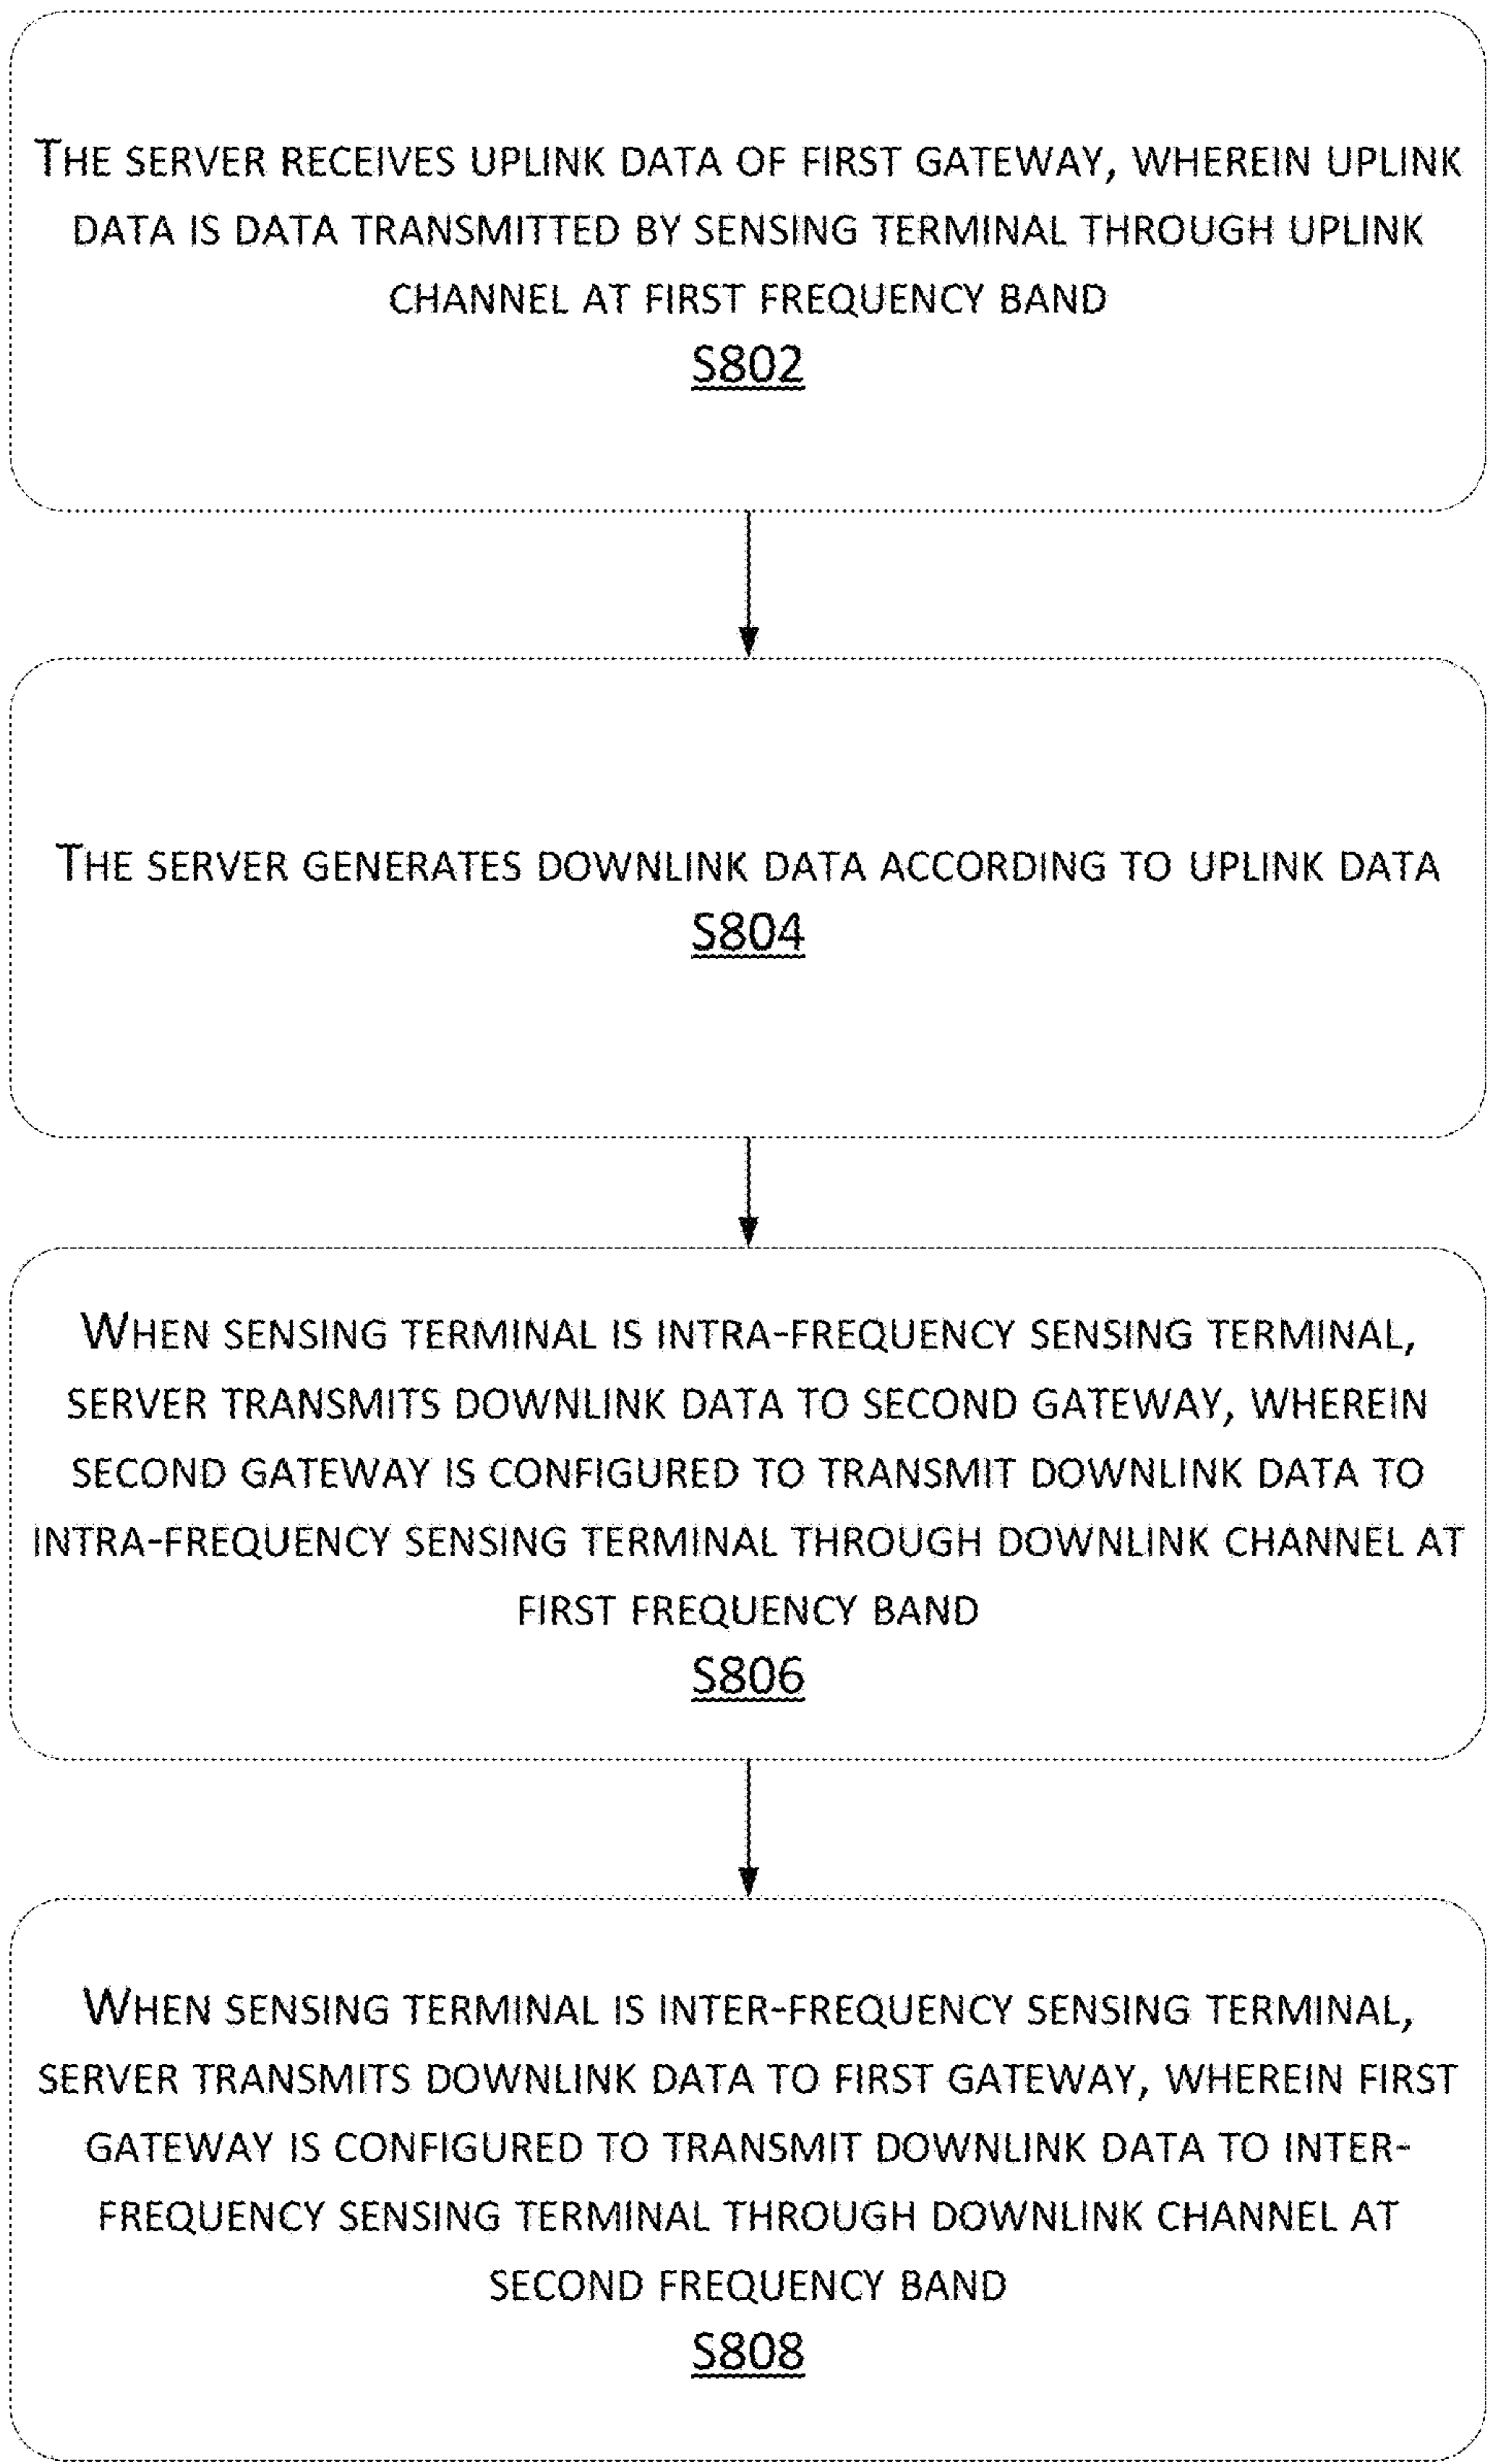 THE SERVER RECEIVES UPLINK DATA OF FIRST GATEWAY, WHEREIN UPLINK
DATA IS DATA TRANSMITTED BY SENSING TERMINAL THROUGH UPLINK
CHANNEL AT FIRST FREQUENCY BAND
S802
THE SERVER GENERATES DOWNLINK DATA ACCORDING TO UPLINK DATA
S804
WHEN SENSING TERMINAL IS INTRA-FREQUENCY SENSING TERMINAL,
SERVER TRANSMITS DOWNLINK DATA TO SECOND GATEWAY, WHEREIN
SECOND GATEWAY IS CONFIGURED TO TRANSMIT DOWNLINK DATA TO
INTRA-FREQUENCY SENSING TERMINAL THROUGH DOWNLINK CHANNEL AT
FIRST FREQUENCY BAND
S806
WHEN SENSING TERMINAL IS INTER-FREQUENCY SENSING TERMINAL,
SERVER TRANSMITS DOWNLINK DATA TO FIRST GATEWAY, WHEREIN FIRST
GATEWAY IS CONFIGURED TO TRANSMIT DOWNLINK DATA TO INTER-
FREQUENCY SENSING TERMINAL THROUGH DOWNLINK CHANNEL AT
SECOND FREQUENCY BAND
S808